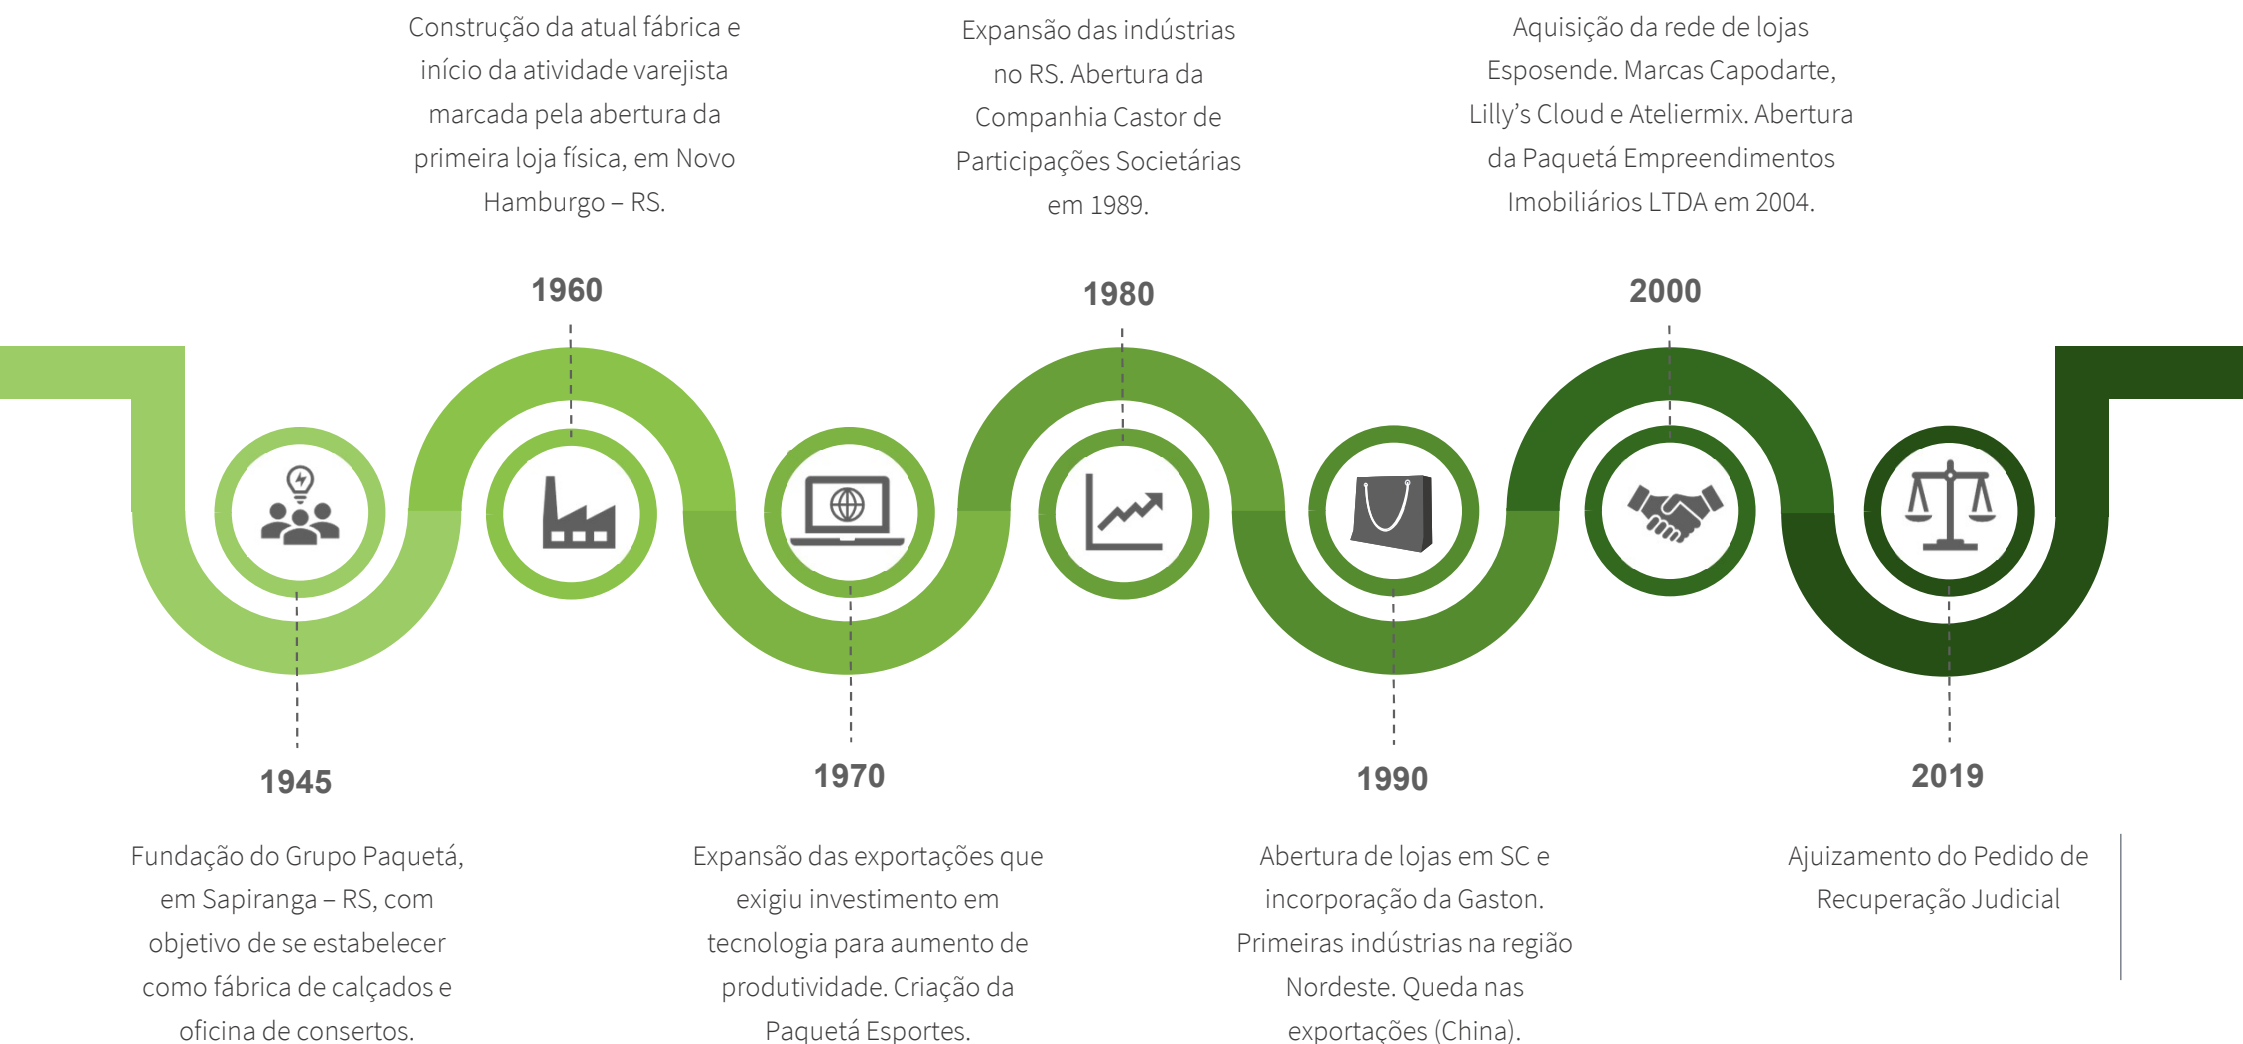 Construção da atual fábrica e
início da atividade varejista
marcada pela abertura da
primeira loja física, em Novo
Hamburgo – RS.
1960
Expansão das indústrias
no RS. Abertura da
Companhia Castor de
Participações Societárias
em 1989.
1980
Aquisição da rede de lojas
Esposende. Marcas Capodarte,
Lilly’s Cloud e Ateliermix. Abertura
da Paquetá Empreendimentos
Imobiliários LTDA em 2004.
2000
1945
Fundação do Grupo Paquetá,
em Sapiranga – RS, com
objetivo de se estabelecer
como fábrica de calçados e
oficina de consertos.
1970
Expansão das exportações que
exigiu investimento em
tecnologia para aumento de
produtividade. Criação da
Paquetá Esportes.
1990
Abertura de lojas em SC e
incorporação da Gaston.
Primeiras indústrias na região
Nordeste. Queda nas
exportações (China).
2019
Ajuizamento do Pedido de
Recuperação Judicial